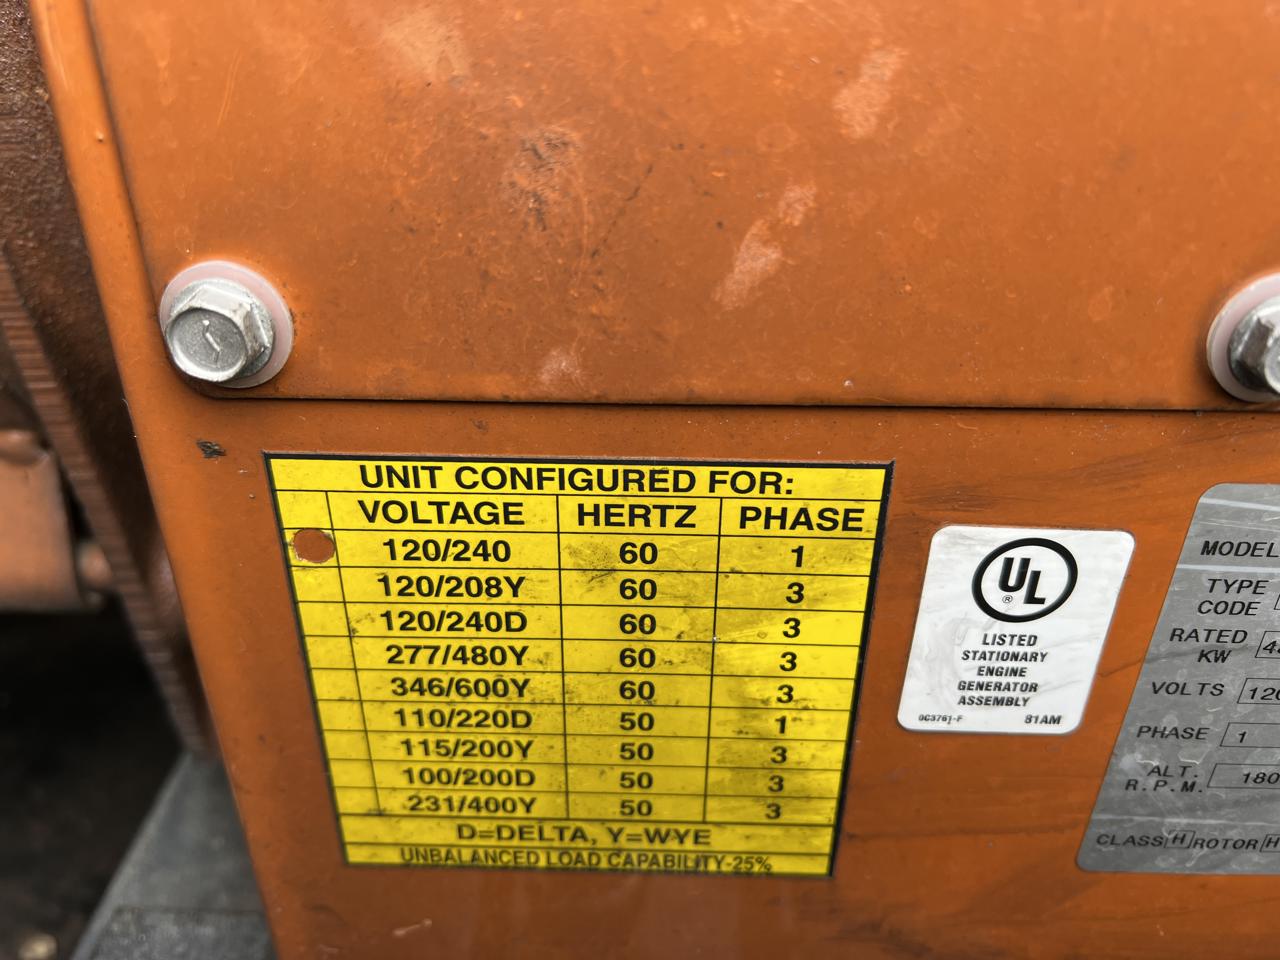 UNIT CONFIGURED FOR:
VOLTAGE HERTZ PHASE
120/240 60 1
120/208Y 60 3
120/240D 60 3
277/480Y 60 3
346/600Y 60 3
110/220D 50 1
115/200Y 50 3
100/200D 50 3
231/400Y 50 3
D=DELTA, Y=WYE
UNBALANCED LOAD CAPABILITY-25%
UL
®
LISTED
STATIONARY
ENGINE
GENERATOR
ASSEMBLY
0C3761-F 81AM
MODEL
TYPE
CODE
RATED
KW
VOLTS
PHASE 1
ALT.
R.P.M.
CLASS H ROTOR H